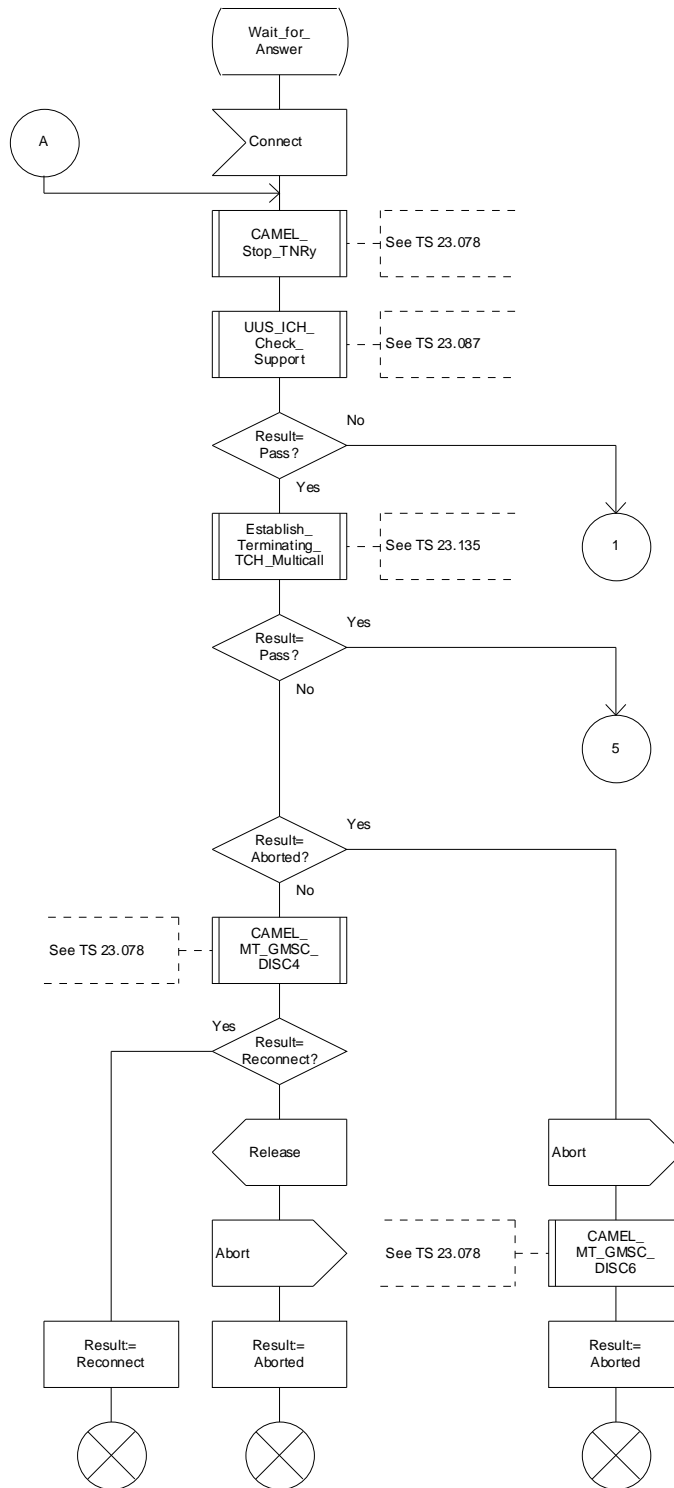 Wait_for_
Answer
A
Connect
CAMEL_
Stop_TNRy
See TS 23.078
UUS_ICH_
Check_
Support
See TS 23.087
Result=
Pass?
No
Yes
1
Establish_
Terminating_
TCH_Multicall
See TS 23.135
Result=
Pass?
Yes
No
5
Result=
Aborted?
Yes
No
See TS 23.078
CAMEL_
MT_GMSC_
DISC4
Yes
Result=
Reconnect?
Release
Abort
Abort
See TS 23.078
CAMEL_
MT_GMSC_
DISC6
Result:=
Reconnect
Result:=
Aborted
Result:=
Aborted